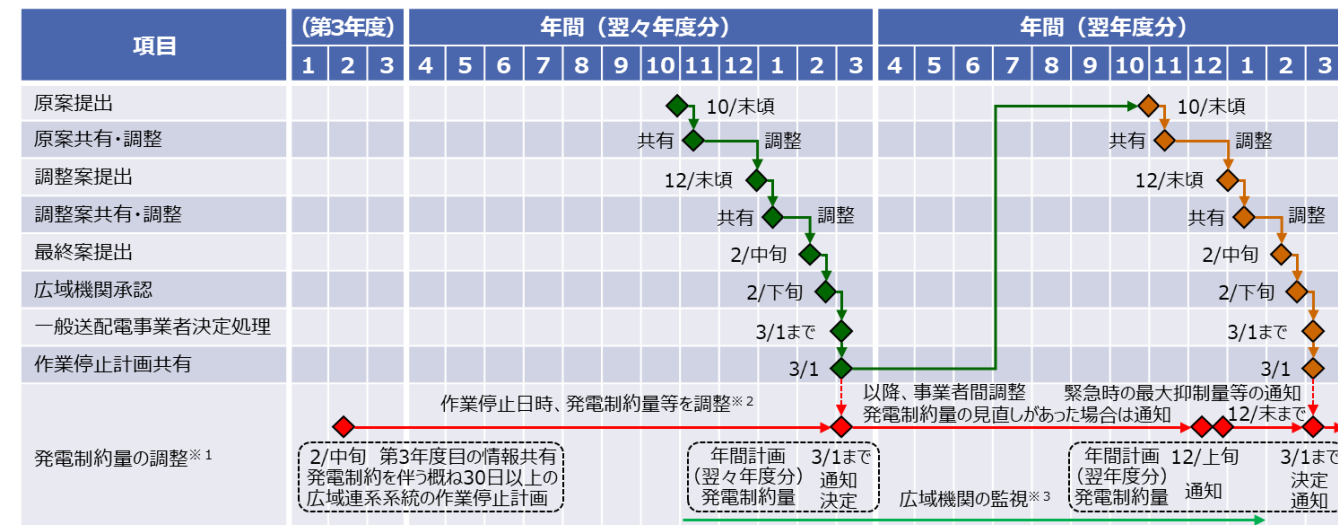 項目
(第3年度)
年間（翌々年度分）
年間（翌年度分）
1 2 3 4 5 6 7 8 9 10 11 12 1 2 3 4 5 6 7 8 9 10 11 12 1 2 3
原案提出
10/末頃
10/末頃
原案共有･調整
共有
調整
共有
調整
調整案提出
12/末頃
12/末頃
調整案共有･調整
共有
調整
共有
調整
最終案提出
2/中旬
2/中旬
広域機関承認
2/下旬
2/下旬
一般送配電事業者決定処理
3/1まで
3/1まで
作業停止計画共有
3/1
3/1
発電制約量の調整※1
作業停止日時、発電制約量等を調整※2
以降、事業者間調整
発電制約量の見直しがあった場合は通知
緊急時の最大抑制量等の通知
12/末まで
2/中旬 第3年度目の情報共有
発電制約を伴う概ね30日以上の
広域連系系統の作業停止計画
年間計画
(翌々年度分)
発電制約量
3/1まで
通知
決定
広域機関の監視※3
年間計画
(翌年度分)
発電制約量
12/上旬
通知
3/1まで
決定
通知